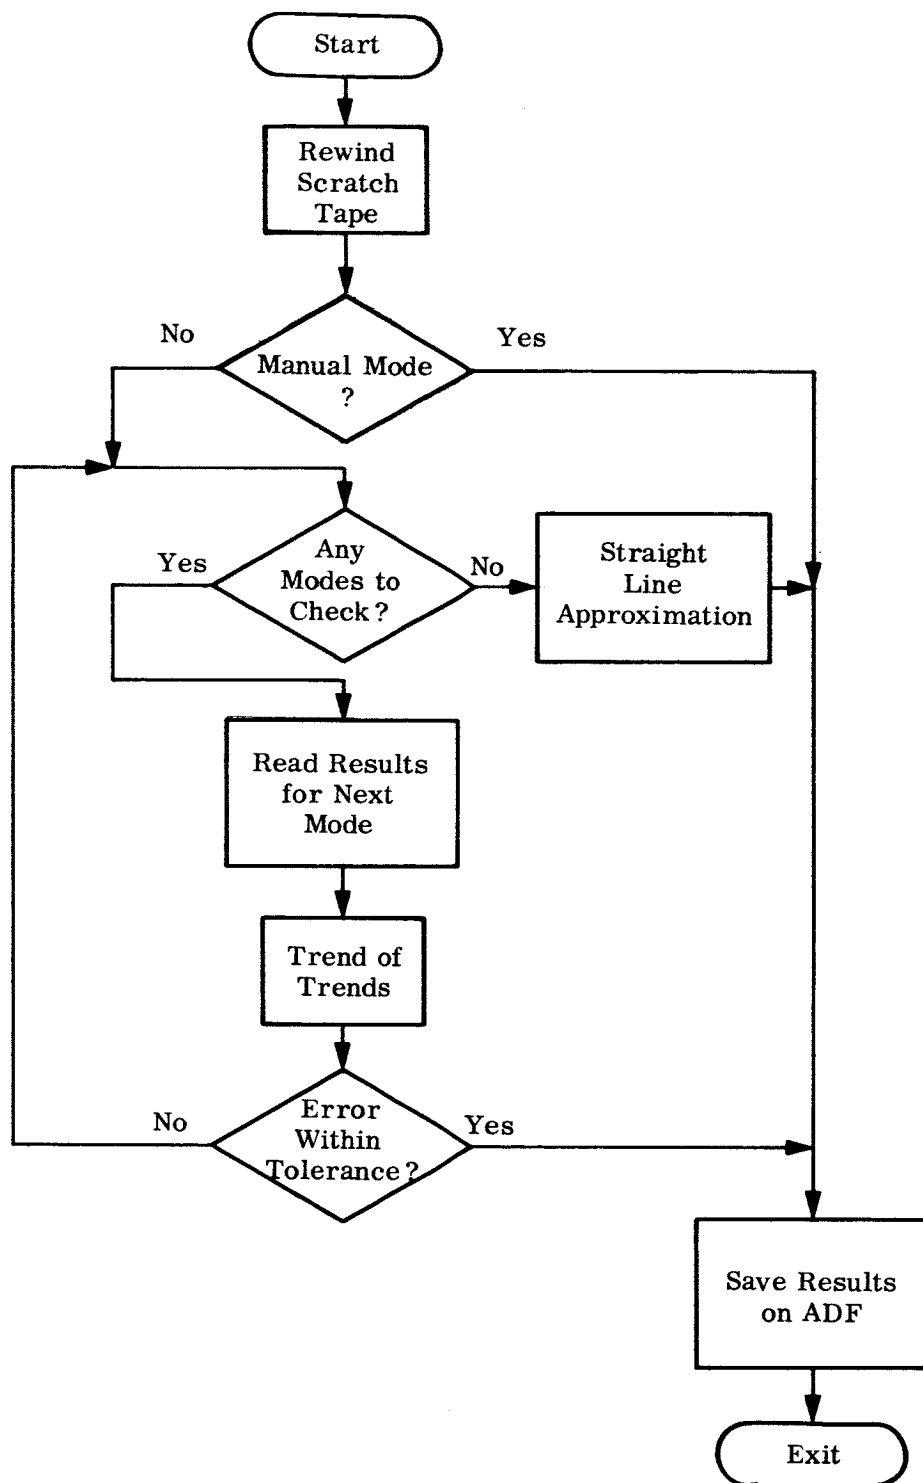 Start
Rewind
Scratch
Tape
No
Yes
Manual Mode
?
Yes
Any
Modes to
Check?
No
Straight
Line
Approximation
Read Results
for Next
Mode
Trend of
Trends
No
Error
Within
Tolerance?
Yes
Save Results
on ADF
Exit